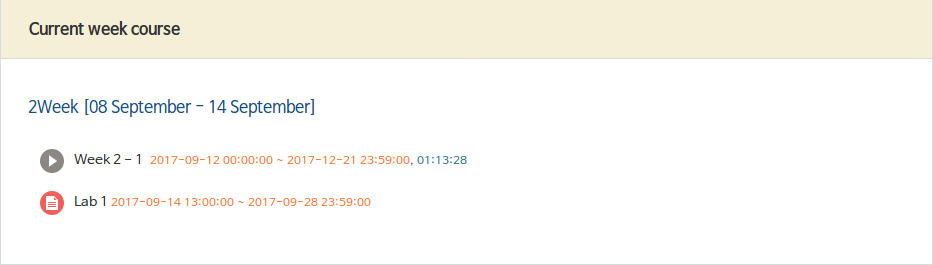 Current week course
2Week [08 September - 14 September]
Week 2 - 1 2017-09-12 00:00:00 ~ 2017-12-21 23:59:00, 01:13:28
Lab 1 2017-09-14 13:00:00 ~ 2017-09-28 23:59:00